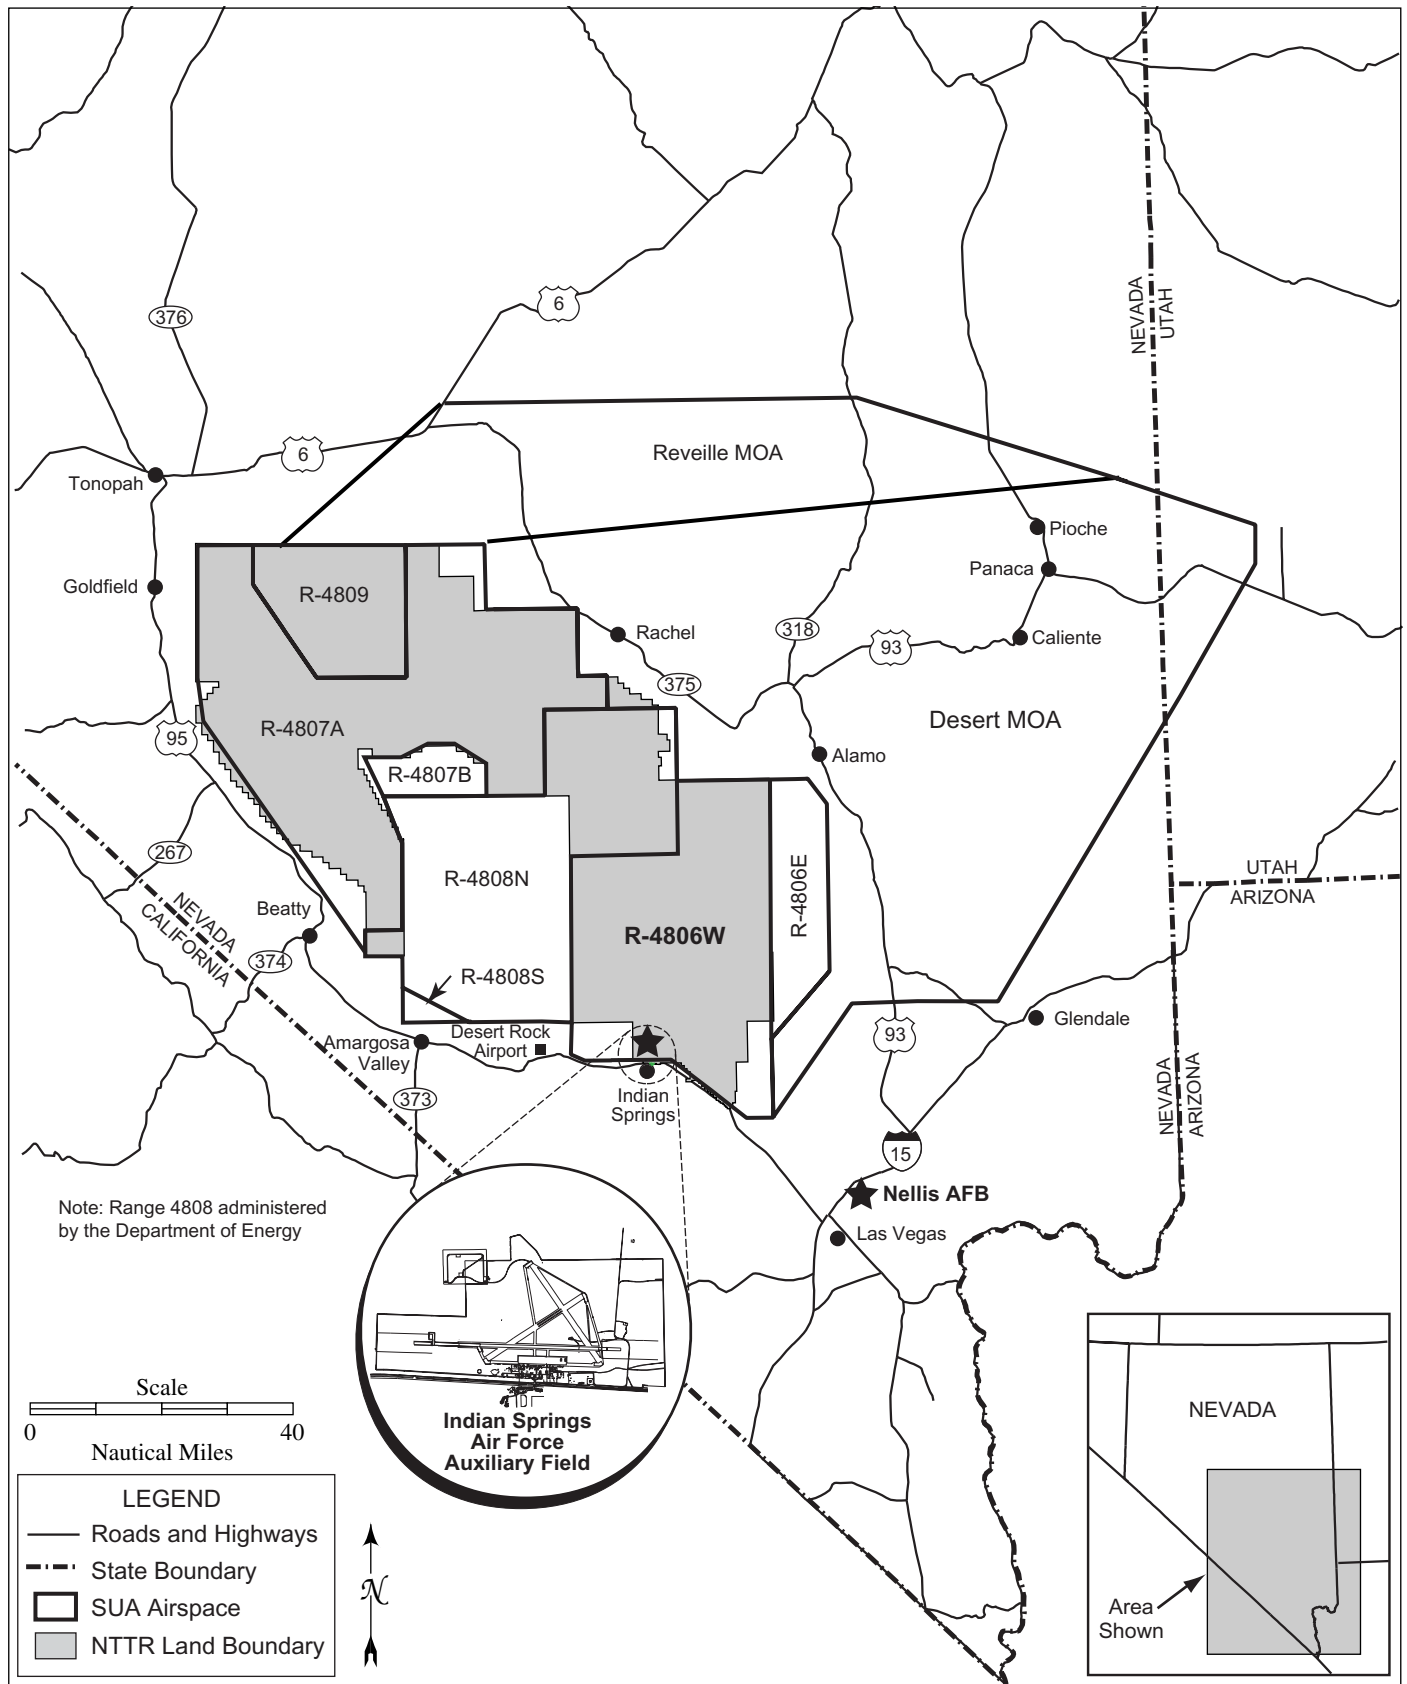 376
6
NEVADA
UTAH
6
Reveille MOA
Tonopah
Pioche
Panaca
Goldfield
R-4809
Rachel
318
93
Caliente
375
R-4807A
Desert MOA
95
Alamo
R-4807B
267
R-4808N
R-4806E
UTAH
ARIZONA
NEVADA
CALIFORNIA
Beatty
R-4806W
374
R-4808S
Glendale
Desert Rock
Airport
Amargosa
Valley
93
373
Indian
Springs
NEVADA
ARIZONA
15
Nellis AFB
Note: Range 4808 administered
by the Department of Energy
Las Vegas
Indian Springs
Air Force
Auxiliary Field
Scale
0
40
Nautical Miles
LEGEND
Roads and Highways
State Boundary
SUA Airspace
NTTR Land Boundary
N
NEVADA
Area
Shown